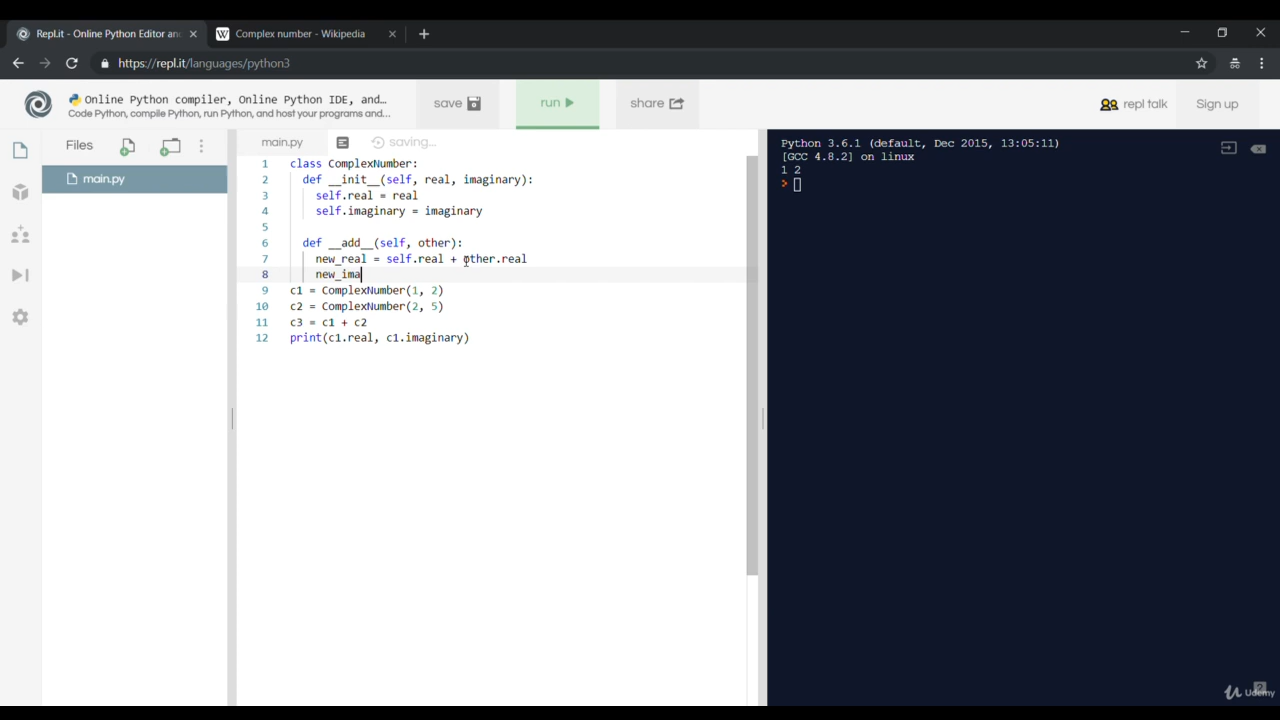 Repl.it - Online Python Editor and
Complex number - Wikipedia
https://repl.it/languages/python3
Online Python compiler, Online Python IDE, and...
Code Python, compile Python, run Python, and host your programs and...
save
run
share
repl talk
Sign up
Files
main.py
main.py
saving...
1 class ComplexNumber:
2 def __init__(self, real, imaginary):
3 self.real = real
4 self.imaginary = imaginary
5
6 def __add__(self, other):
7 new_real = self.real + other.real
8 new_ima
9 c1 = ComplexNumber(1, 2)
10 c2 = ComplexNumber(2, 5)
11 c3 = c1 + c2
12 print(c1.real, c1.imaginary)
Python 3.6.1 (default, Dec 2015, 13:05:11)
[GCC 4.8.2] on linux
1 2
>
Udemy